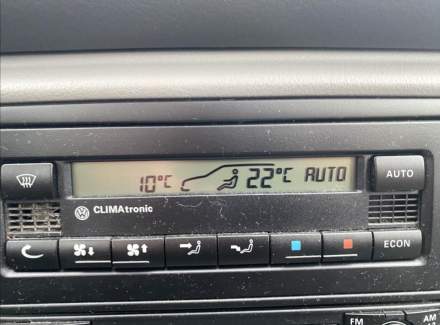 10°C 22°C AUTO
AUTO
CLIMAtronic
ECON
FM
AM